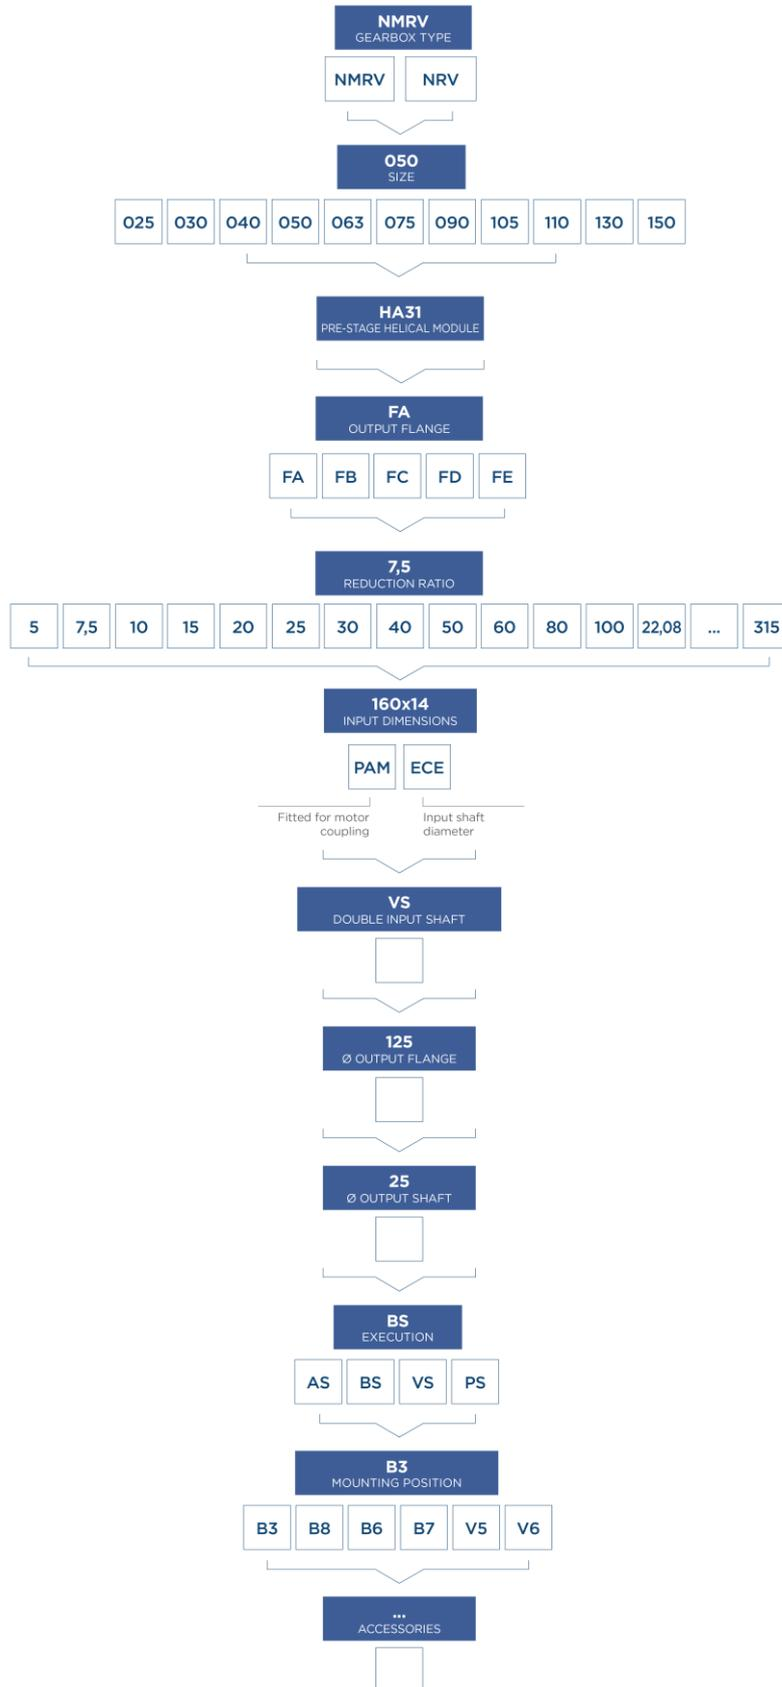 NMRV
GEARBOX TYPE
NMRV NRV
050
SIZE
025 030 040 050 063 075 090 105 110 130 150
HA31
PRE-STAGE HELICAL MODULE
FA
OUTPUT FLANGE
FA FB FC FD FE
7,5
REDUCTION RATIO
5 7,5 10 15 20 25 30 40 50 60 80 100 22,08 ... 315
160x14
INPUT DIMENSIONS
PAM ECE
Fitted for motor Input shaft
coupling diameter
VS
DOUBLE INPUT SHAFT
125
Ø OUTPUT FLANGE
25
Ø OUTPUT SHAFT
BS
EXECUTION
AS BS VS PS
B3
MOUNTING POSITION
B3 B8 B6 B7 V5 V6
...
ACCESSORIES